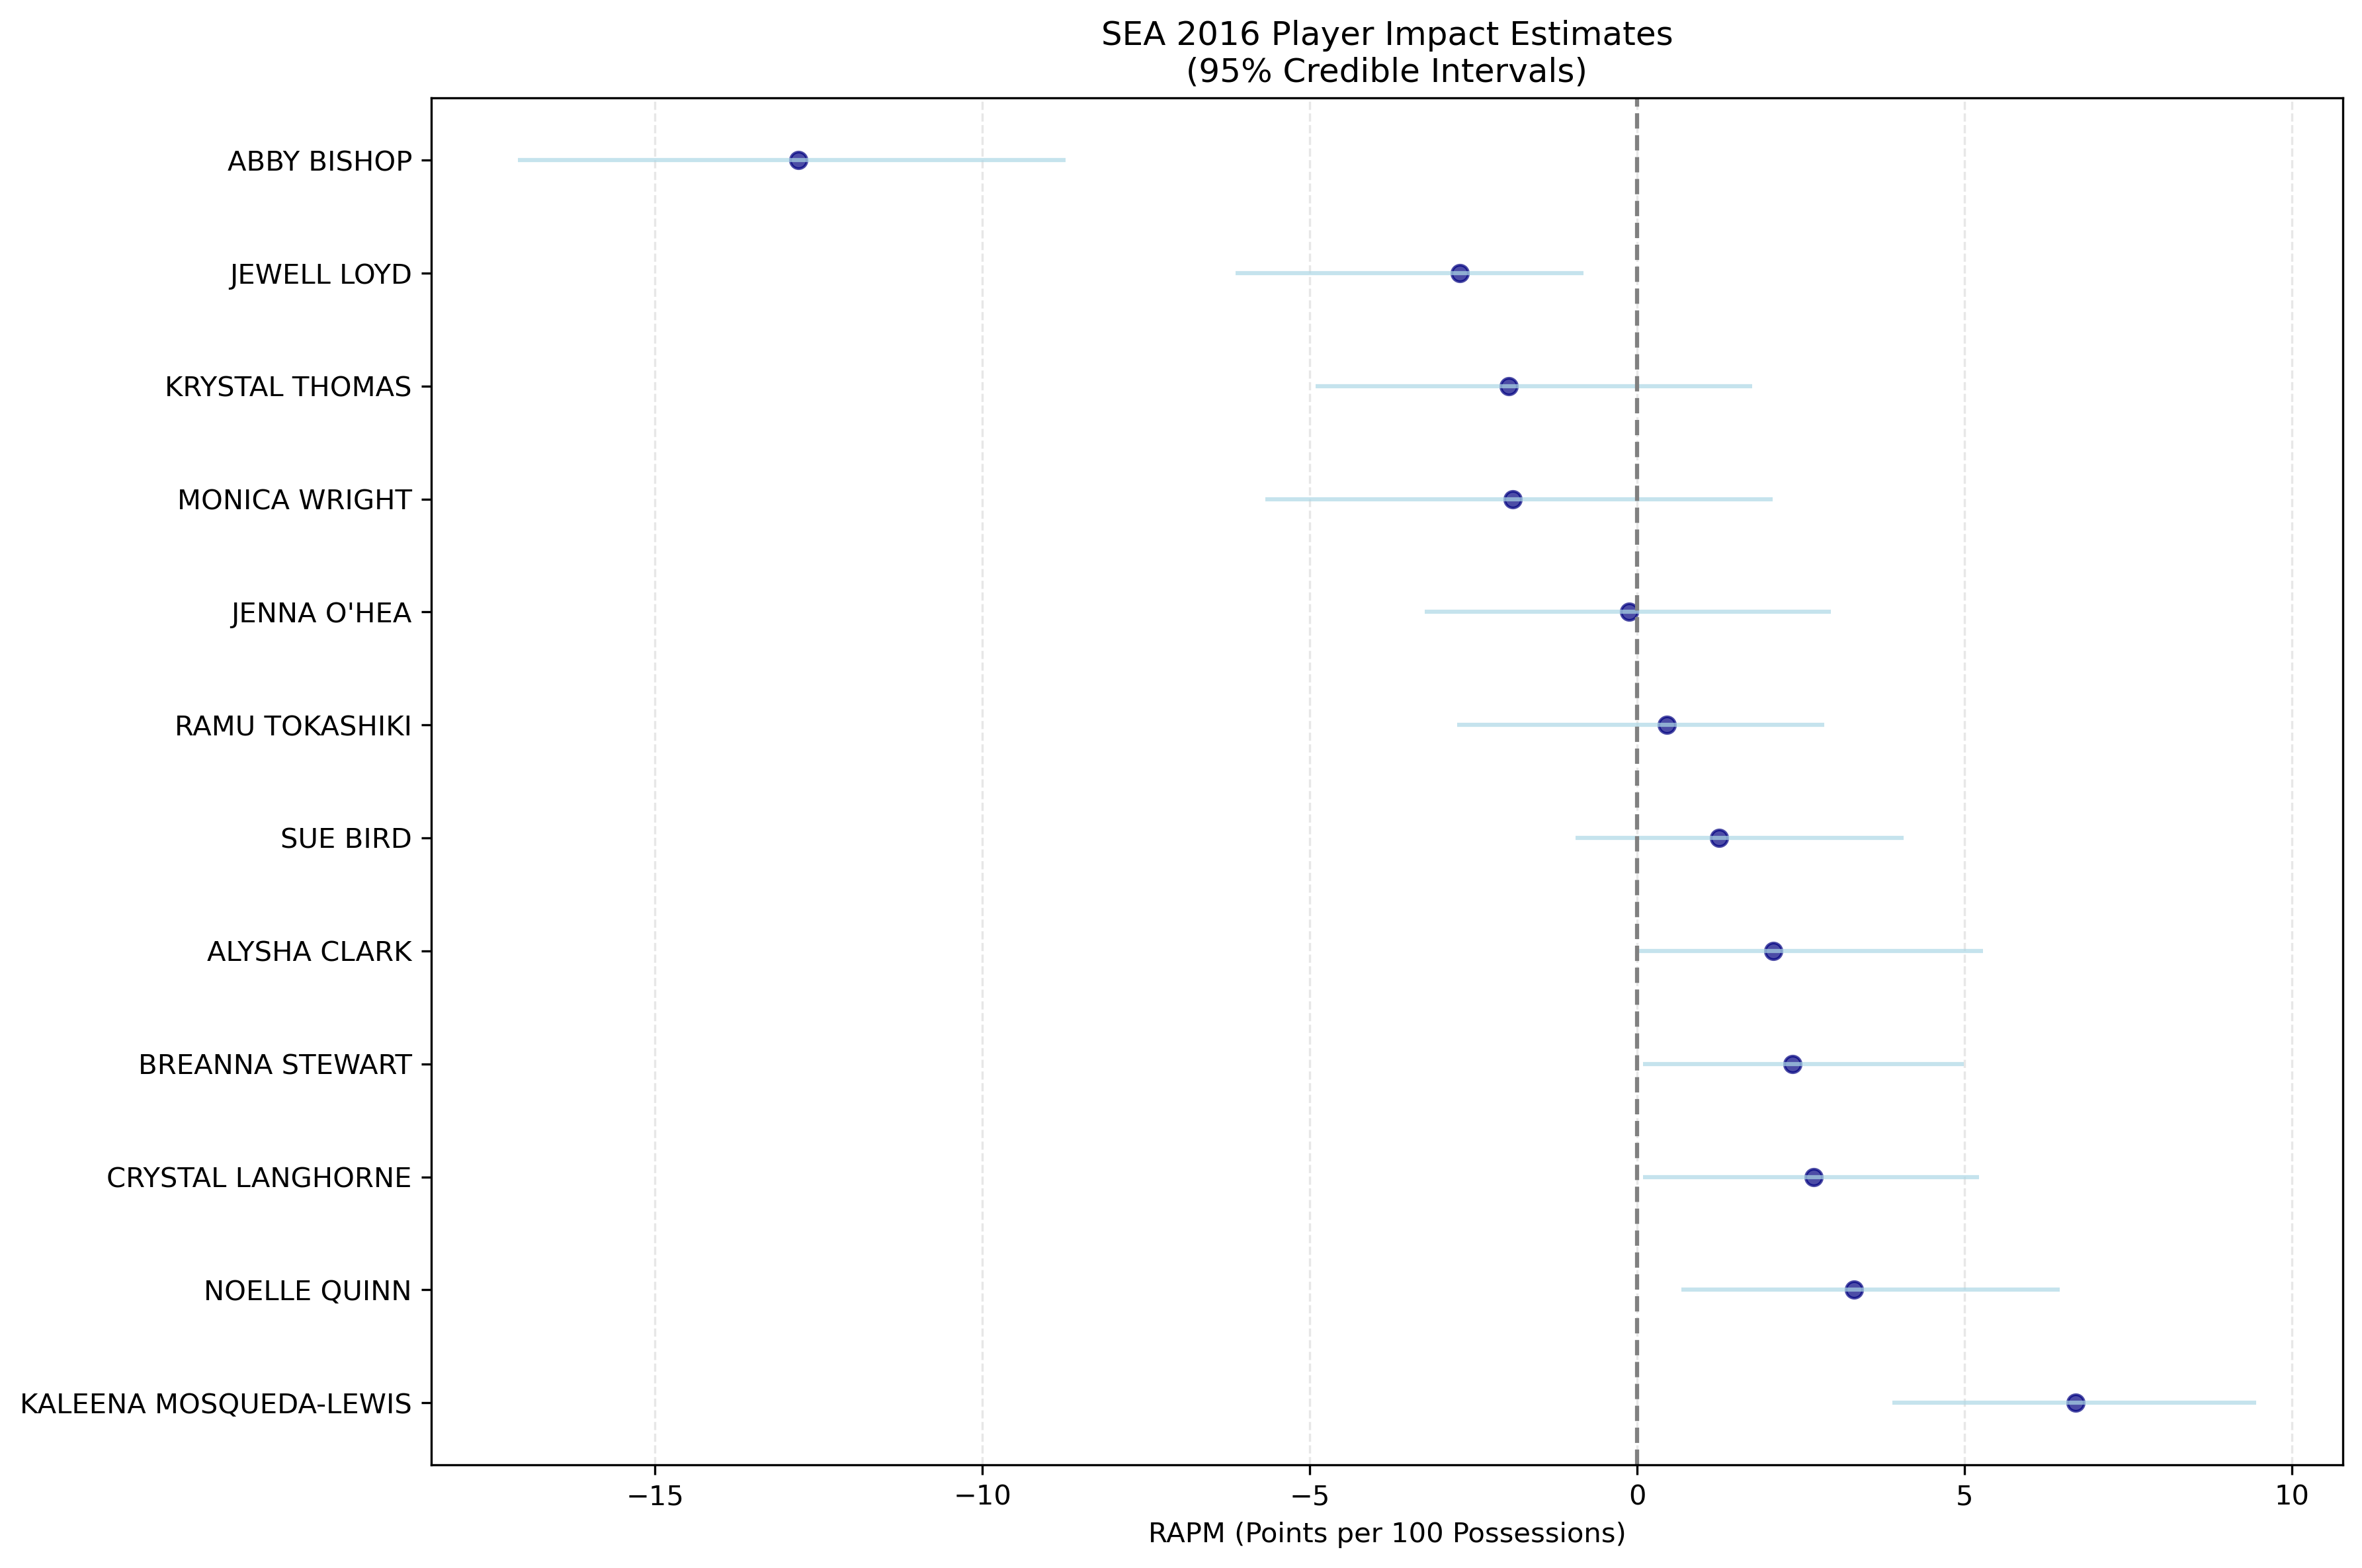 SEA 2016 Player Impact Estimates
(95% Credible Intervals)
ABBY BISHOP
JEWELL LOYD
KRYSTAL THOMAS
MONICA WRIGHT
JENNA O'HEA
RAMU TOKASHIKI
SUE BIRD
ALYSHA CLARK
BREANNA STEWART
CRYSTAL LANGHORNE
NOELLE QUINN
KALEENA MOSQUEDA-LEWIS
−15 −10 −5 0 5 10
RAPM (Points per 100 Possessions)